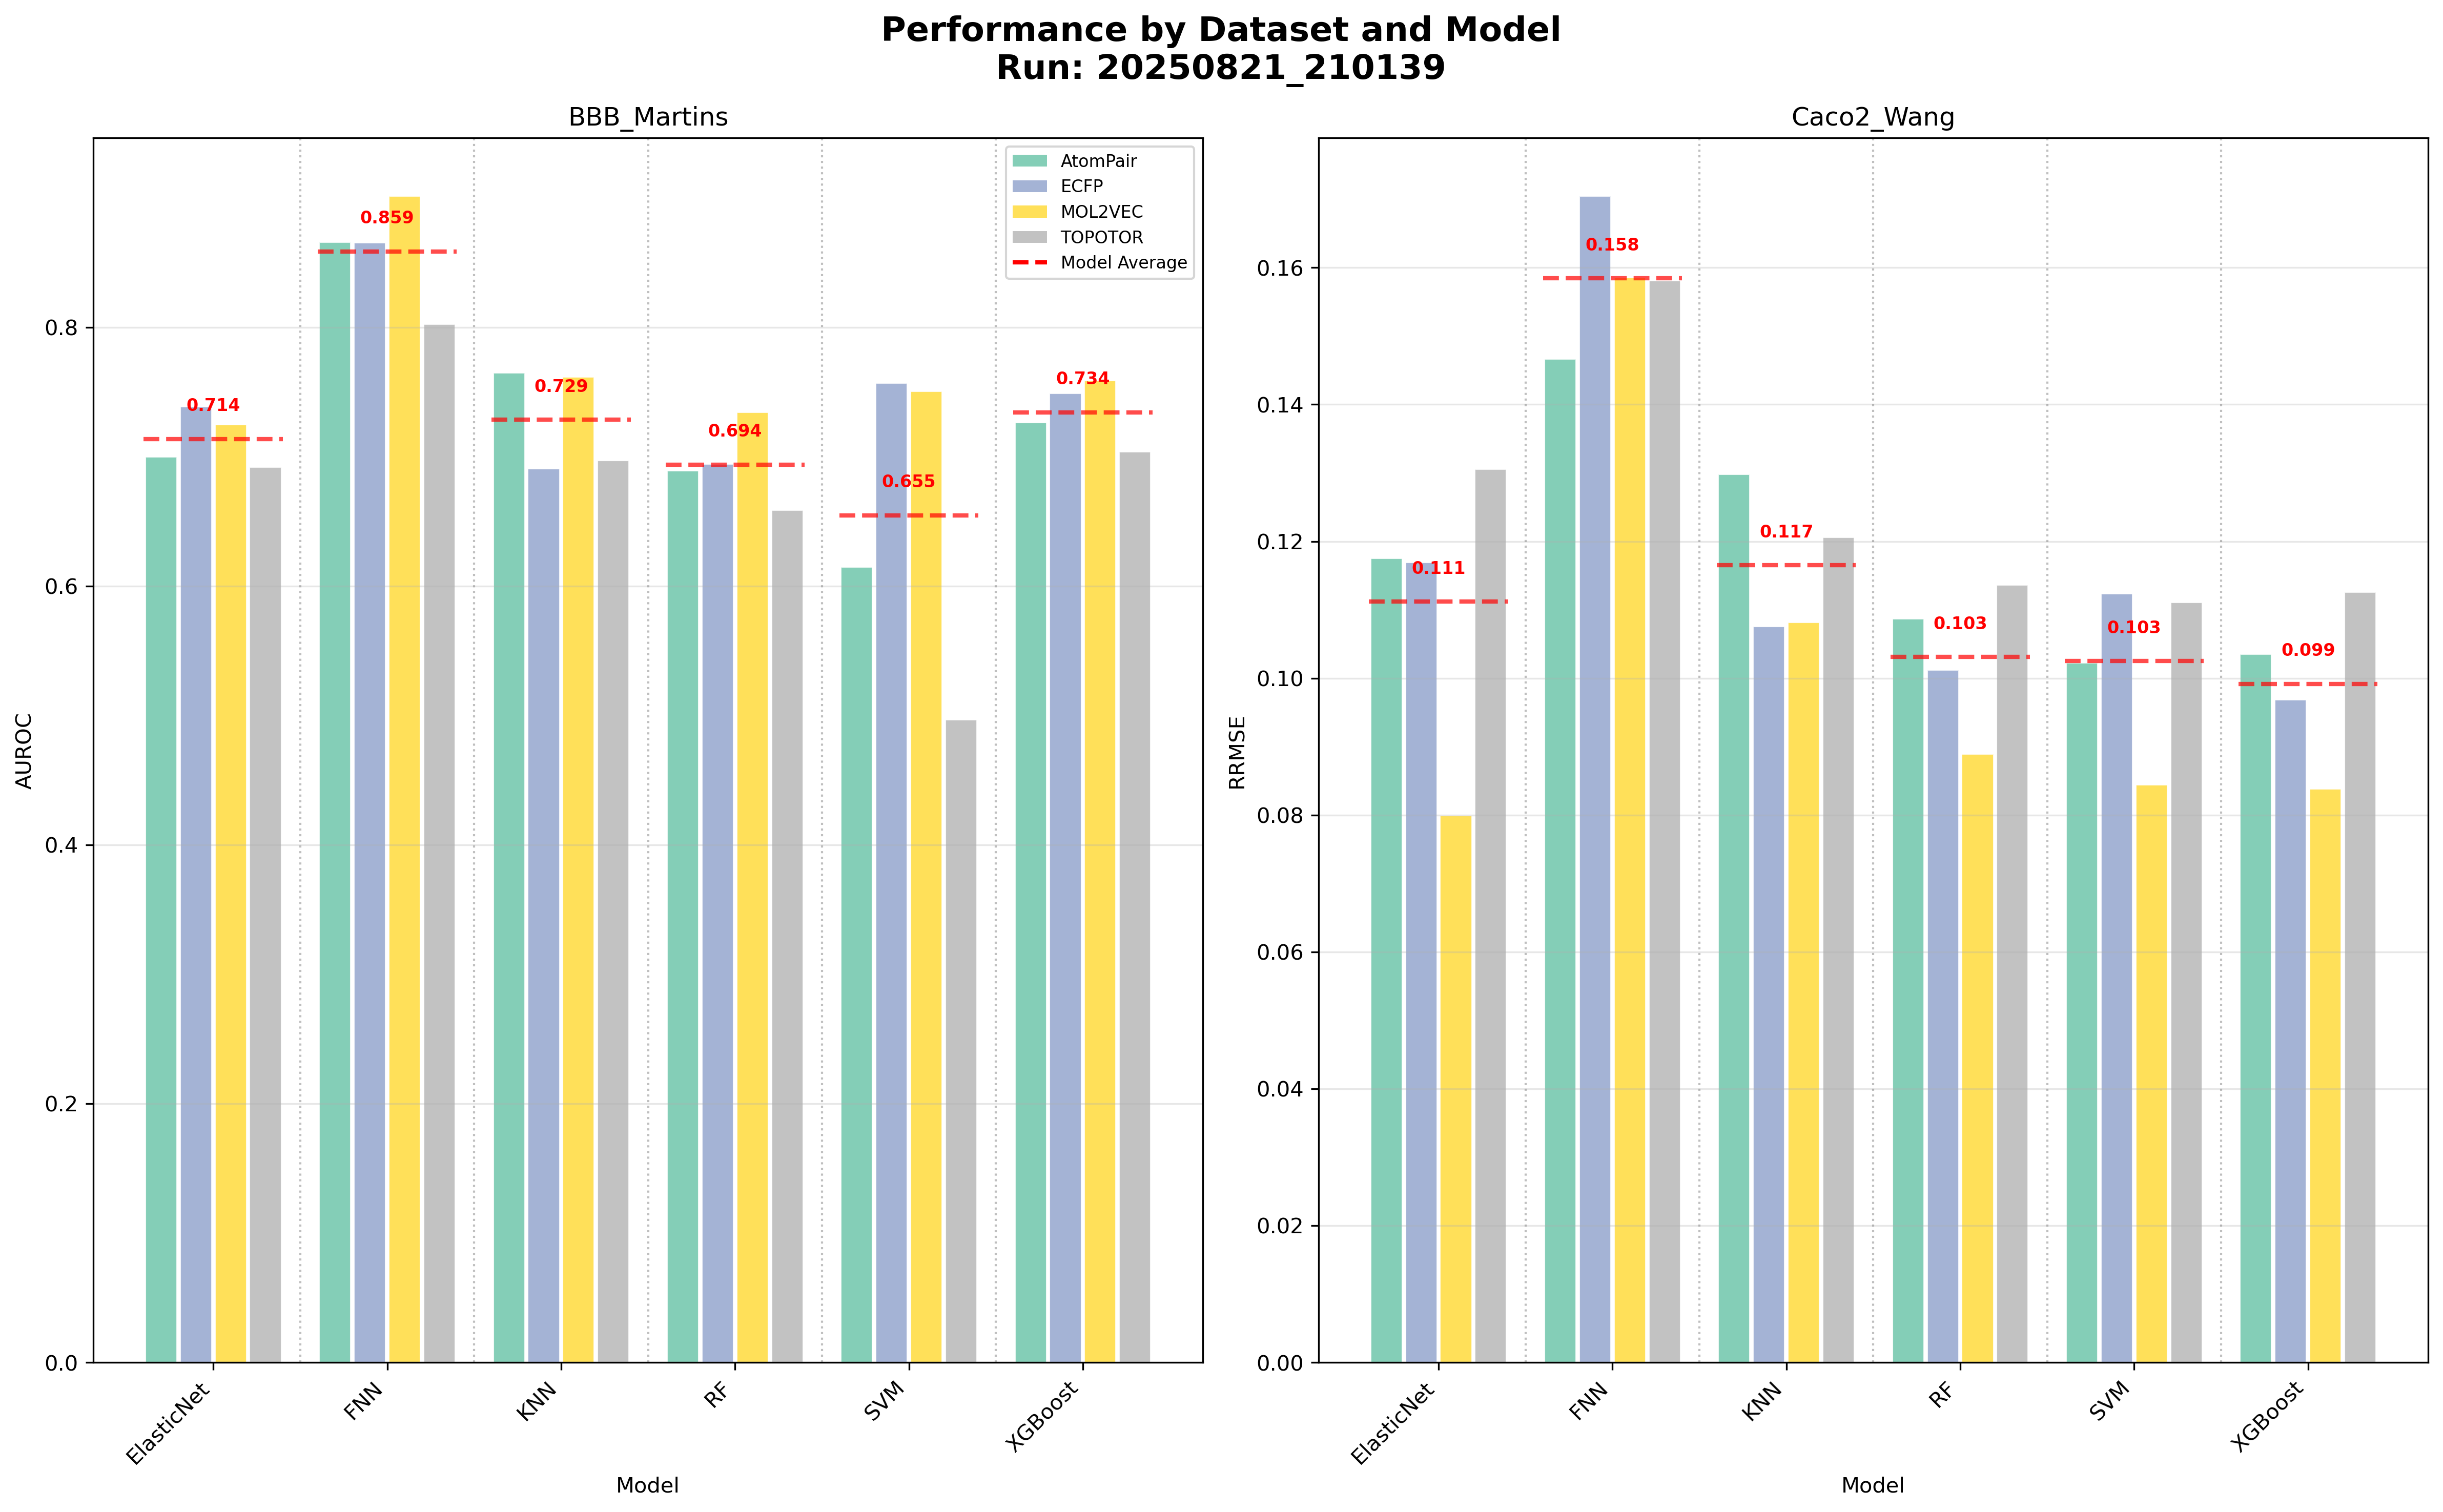 Performance by Dataset and Model
Run: 20250821_210139
BBB_Martins
AUROC
0.8
0.6
0.4
0.2
0.0
AtomPair
ECFP
MOL2VEC
TOPOTOR
Model Average
0.714
0.859
0.729
0.694
0.655
0.734
ElasticNet
FNN
KNN
RF
SVM
XGBoost
Model
Caco2_Wang
RRMSE
0.16
0.14
0.12
0.10
0.08
0.06
0.04
0.02
0.00
0.111
0.158
0.117
0.103
0.103
0.099
ElasticNet
FNN
KNN
RF
SVM
XGBoost
Model